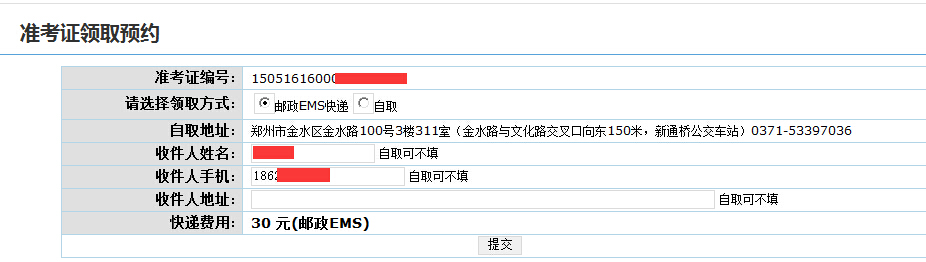 准考证领取预约
准考证编号： 15051616000
请选择领取方式： 邮政EMS快递 自取
自取地址： 郑州市金水区金水路100号3楼311室（金水路与文化路交叉口向东150米，新通桥公交车站）0371-53397036
收件人姓名： 自取可不填
收件人手机： 186 自取可不填
收件人地址： 自取可不填
快递费用： 30 元(邮政EMS)
提交